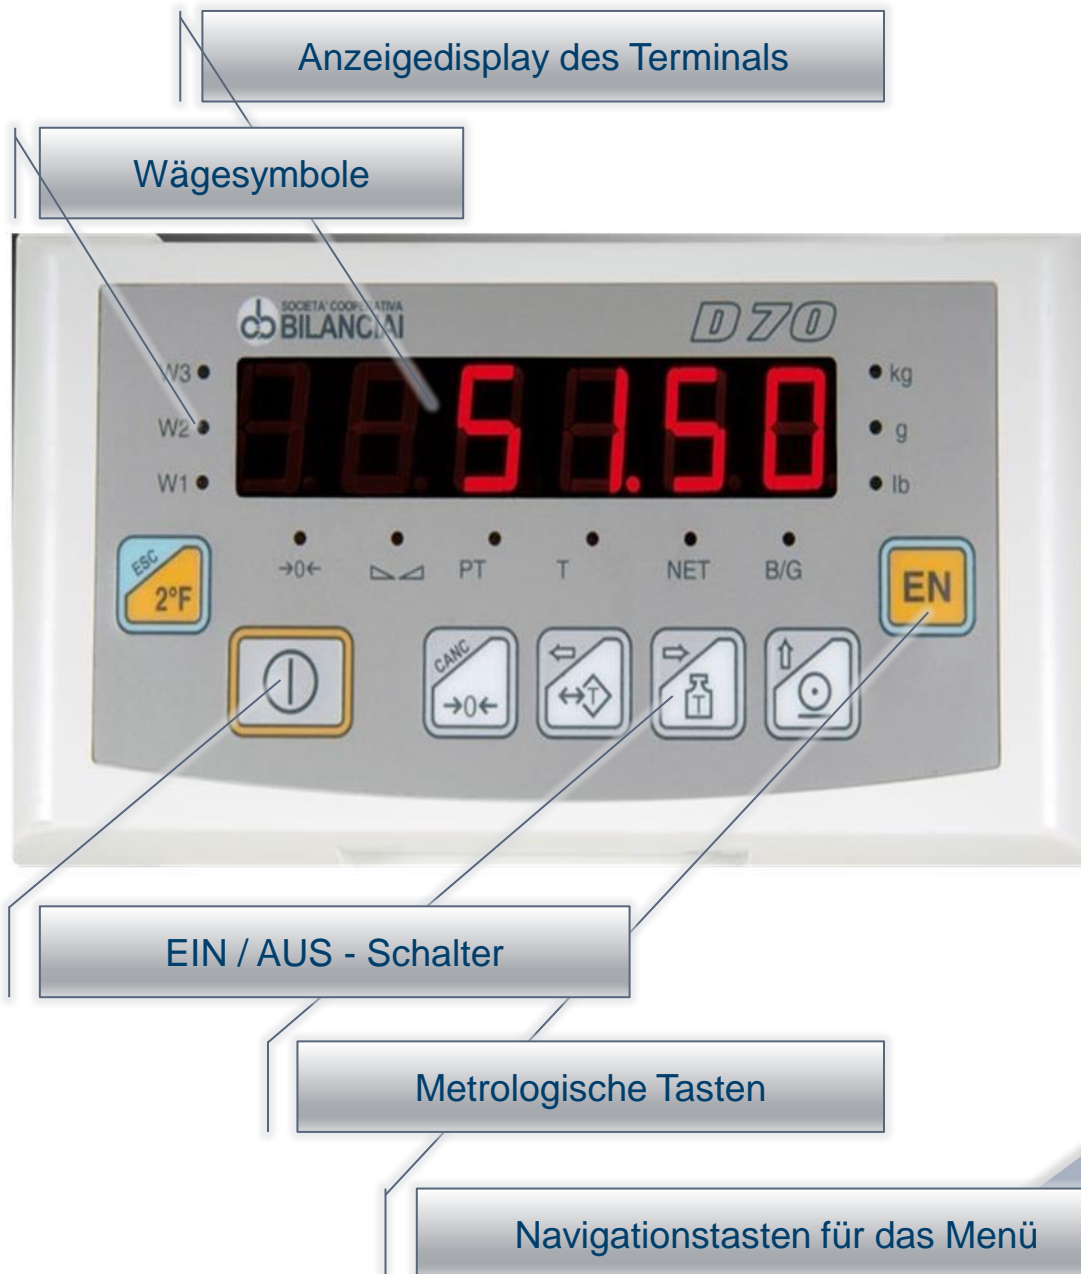 Anzeigedisplay des Terminals
Wägesymbole
SOCIETA' COOPERATIVA
BILANCIAI
D70
W3
kg
51.50
W2
g
W1
lb
ESC
2°F
→0←
PT
T
NET
B/G
EN
CANC
→0←
T
T
EIN / AUS - Schalter
Metrologische Tasten
Navigationstasten für das Menü